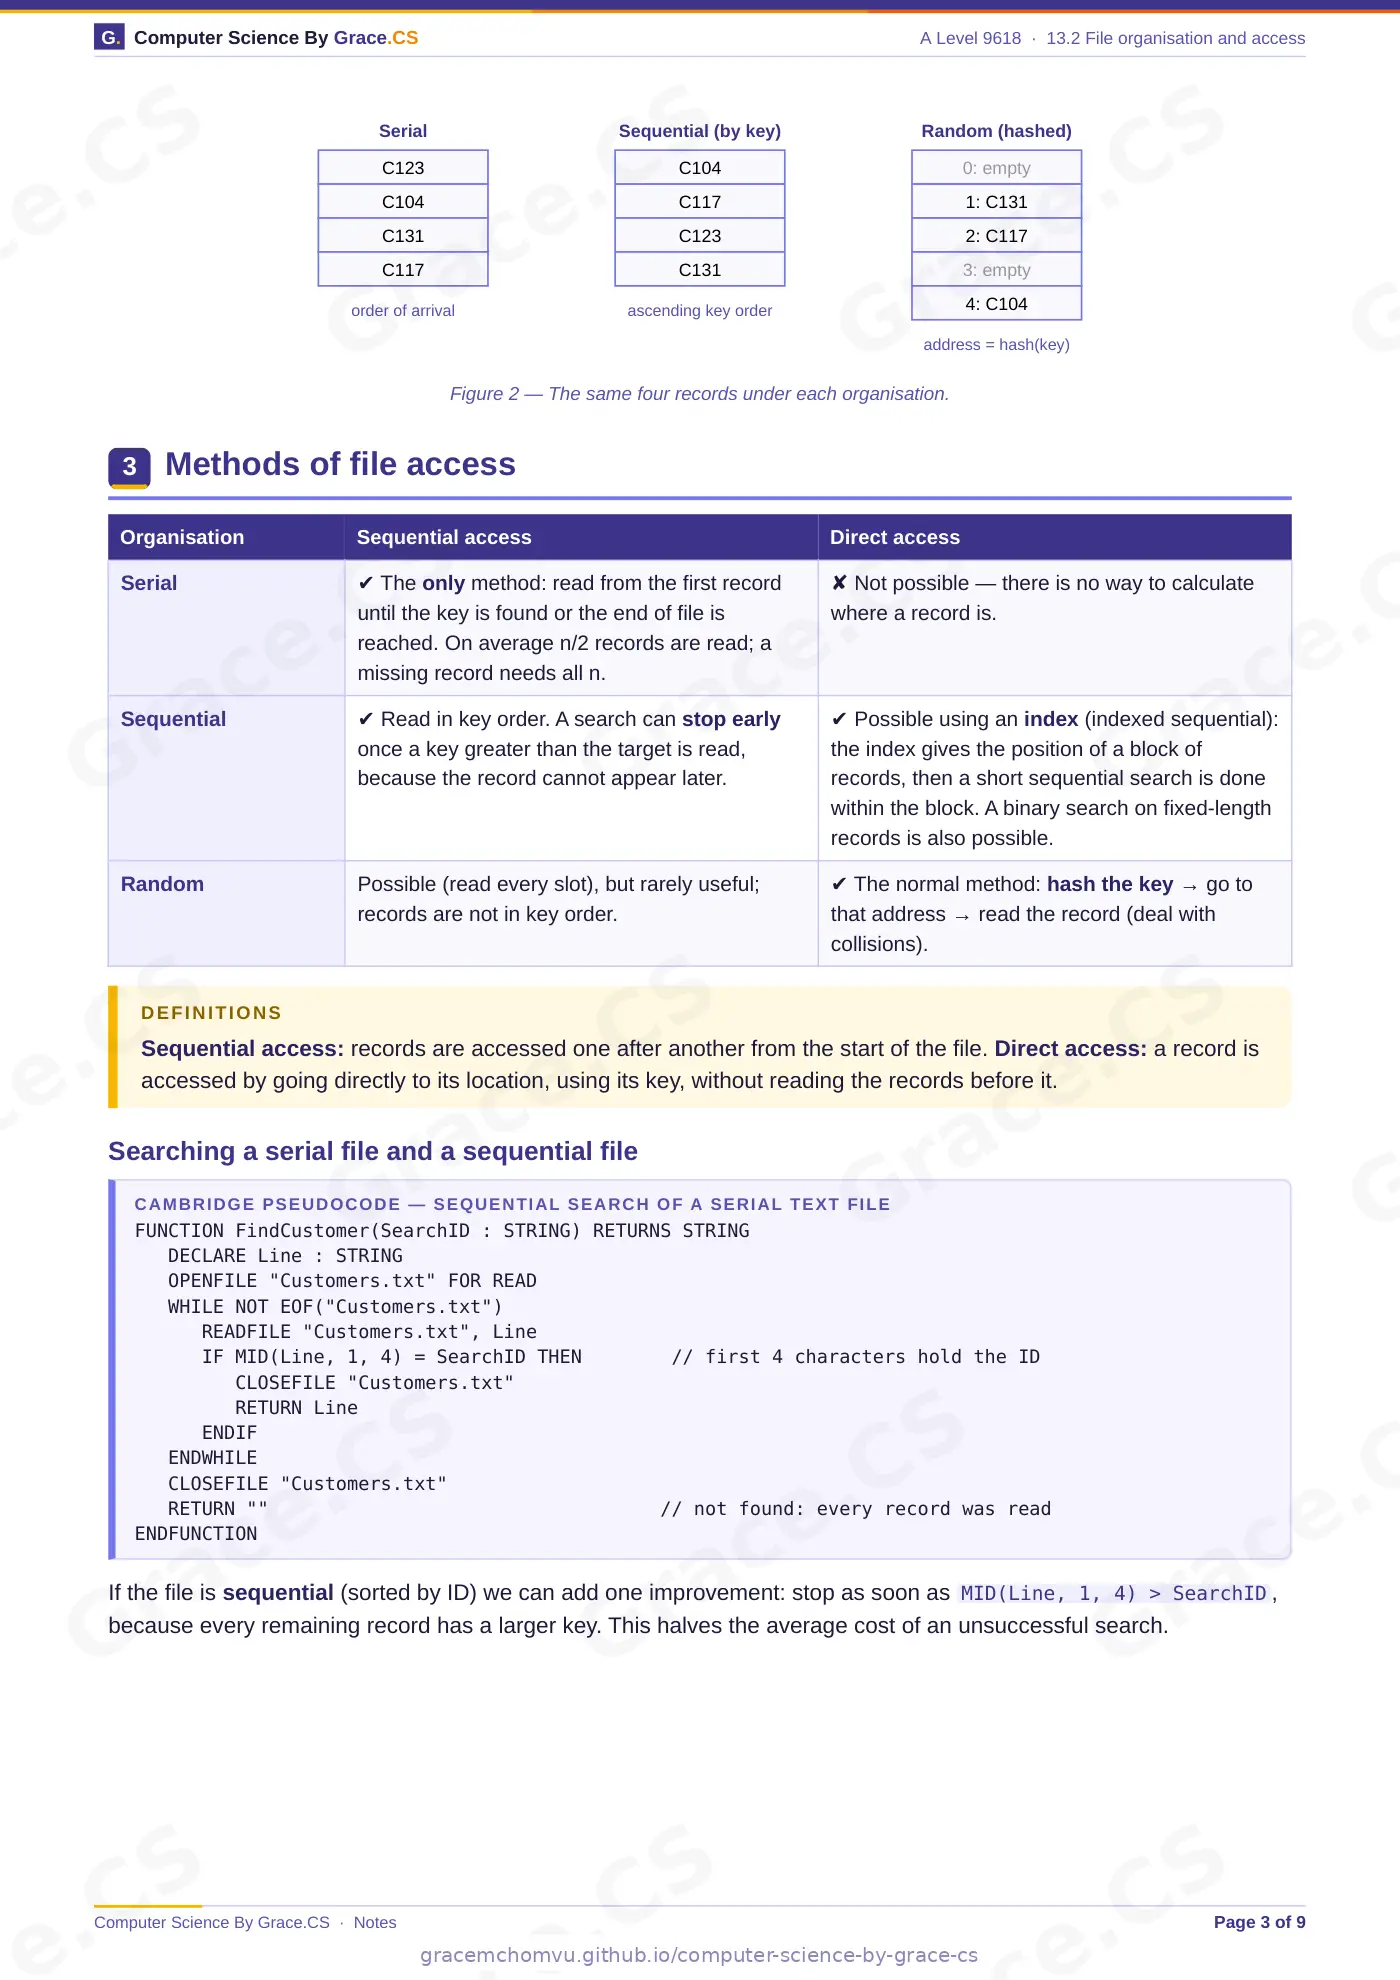 G. Computer Science By Grace.CS
A Level 9618 · 13.2 File organisation and access
Serial
C123
C104
C131
C117
order of arrival
Sequential (by key)
C104
C117
C123
C131
ascending key order
Random (hashed)
0: empty
1: C131
2: C117
3: empty
4: C104
address = hash(key)
Figure 2 — The same four records under each organisation.
3 Methods of file access
Organisation
Sequential access
Direct access
Serial
✔ The only method: read from the first record
until the key is found or the end of file is
reached. On average n/2 records are read; a
missing record needs all n.
✘ Not possible — there is no way to calculate
where a record is.
Sequential
✔ Read in key order. A search can stop early
once a key greater than the target is read,
because the record cannot appear later.
✔ Possible using an index (indexed sequential):
the index gives the position of a block of
records, then a short sequential search is done
within the block. A binary search on fixed-length
records is also possible.
Random
Possible (read every slot), but rarely useful;
records are not in key order.
✔ The normal method: hash the key → go to
that address → read the record (deal with
collisions).
DEFINITIONS
Sequential access: records are accessed one after another from the start of the file. Direct access: a record is
accessed by going directly to its location, using its key, without reading the records before it.
Searching a serial file and a sequential file
CAMBRIDGE PSEUDOCODE — SEQUENTIAL SEARCH OF A SERIAL TEXT FILE
FUNCTION FindCustomer(SearchID : STRING) RETURNS STRING
   DECLARE Line : STRING
   OPENFILE "Customers.txt" FOR READ
   WHILE NOT EOF("Customers.txt")
      READFILE "Customers.txt", Line
      IF MID(Line, 1, 4) = SearchID THEN        // first 4 characters hold the ID
         CLOSEFILE "Customers.txt"
         RETURN Line
      ENDIF
   ENDWHILE
   CLOSEFILE "Customers.txt"
   RETURN ""                                   // not found: every record was read
ENDFUNCTION
If the file is sequential (sorted by ID) we can add one improvement: stop as soon as MID(Line, 1, 4) > SearchID,
because every remaining record has a larger key. This halves the average cost of an unsuccessful search.
Computer Science By Grace.CS · Notes
Page 3 of 9
gracemchomvu.github.io/computer-science-by-grace-cs